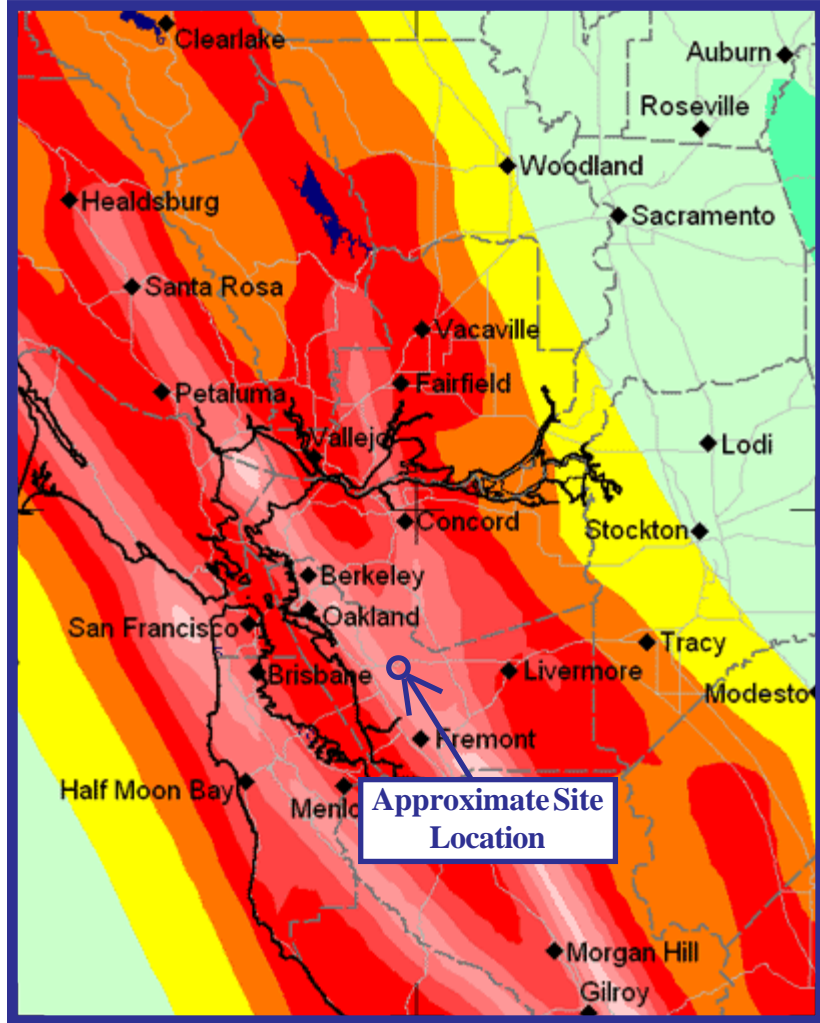 Clearlake
Auburn
Roseville
Woodland
Healdsburg
Sacramento
Santa Rosa
Vacaville
Petaluma
Fairfield
Vallejo
Lodi
Concord
Stockton
Berkeley
Oakland
San Francisco
Tracy
Brisbane
Livermore
Modesto
Fremont
Half Moon Bay
Menlo
Approximate Site
Location
Morgan Hill
Gilroy